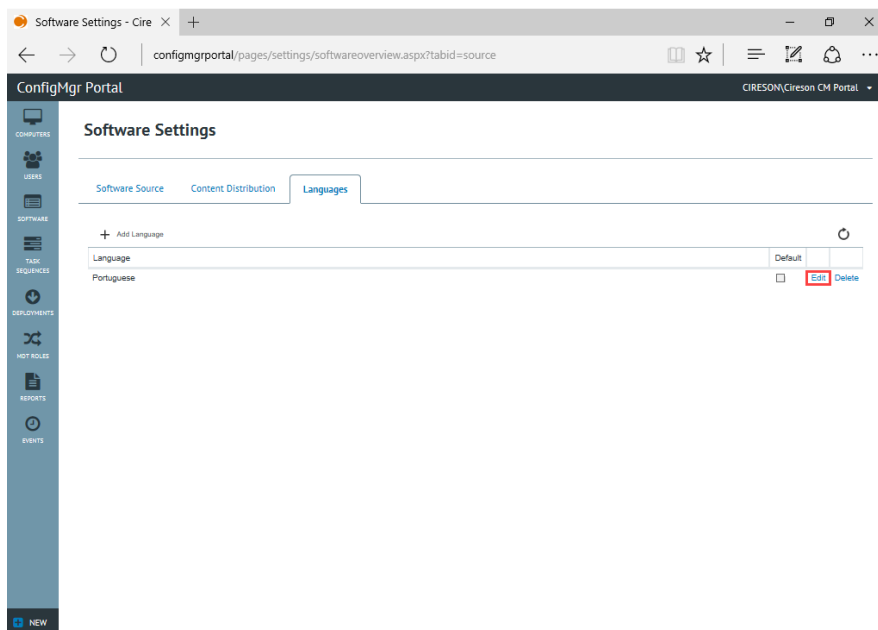 Software Settings - Cire
configmgrportal/pages/settings/softwareoverview.aspx?tabid=source
ConfigMgr Portal
CIRESON\Cireson CM Portal
COMPUTERS
USERS
SOFTWARE
TASK
SEQUENCES
DEPLOYMENTS
MDT ROLES
REPORTS
EVENTS
NEW
Software Settings
Software Source Content Distribution Languages
Add Language
Language Default
Portuguese Edit Delete